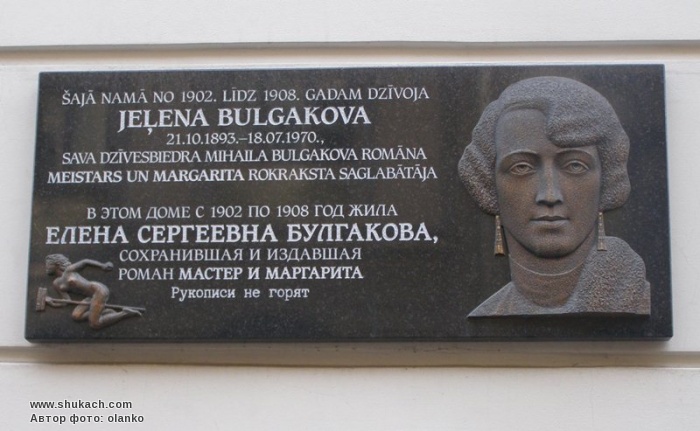 ŠAJĀ NAMĀ NO 1902. LĪDZ 1908. GADAM DZĪVOJA
JEĻENA BULGAKOVA
21.10.1893.–18.07.1970.,
SAVA DZĪVESBIEDRA MIHAILA BULGAKOVA ROMĀNA
MEISTARS UN MARGARITA ROKRAKSTA SAGLABĀTĀJA
В ЭТОМ ДОМЕ С 1902 ПО 1908 ГОД ЖИЛА
ЕЛЕНА СЕРГЕЕВНА БУЛГАКОВА,
СОХРАНИВШАЯ И ИЗДАВШАЯ
РОМАН МАСТЕР И МАРГАРИТА
Рукописи не горят
www.shukach.com
Автор фото: olanko